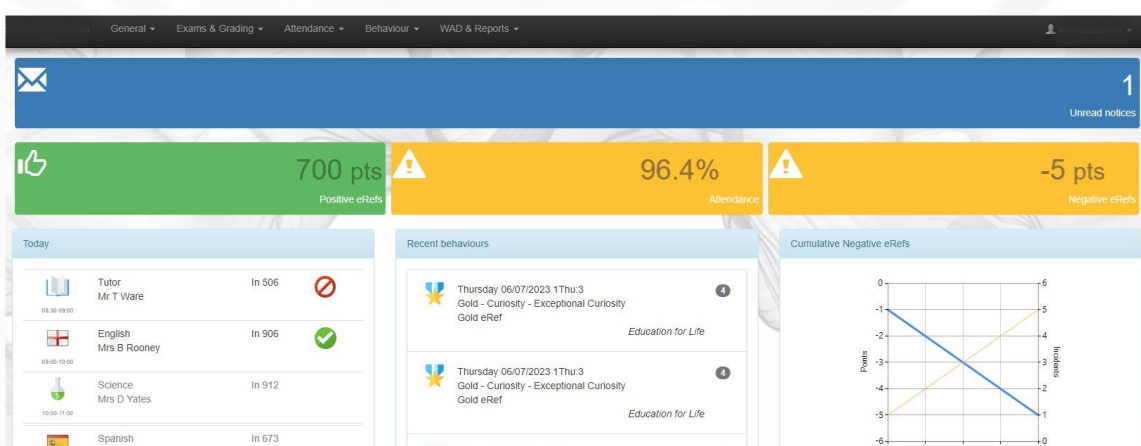 General Exams & Grading Attendance Behaviour WAD & Reports
1
Unread notices
700 pts
Positive eRefs
96.4%
Attendance
-5 pts
Negative eRefs
Today
Tutor In 506
Mr T Ware
08:30-09:00
English In 906
Mrs B Rooney
09:00-10:00
Science In 912
Mrs D Yates
10:00-11:00
Spanish In 673
Recent behaviours
Thursday 06/07/2023 1Thu:3 4
Gold - Curiosity - Exceptional Curiosity
Gold eRef
Education for Life
Thursday 06/07/2023 1Thu:3 4
Gold - Curiosity - Exceptional Curiosity
Gold eRef
Education for Life
Cumulative Negative eRefs
0 6
-1 5
-2 4
Points -3 3 Incidents
-4 2
-5 1
-6 0